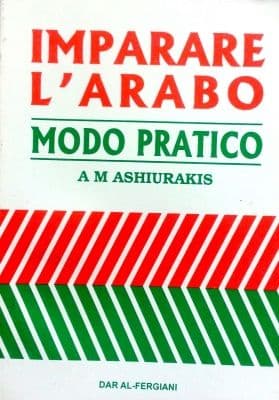 IMPARARE
L'ARABO
MODO PRATICO
A M ASHIURAKIS
DAR AL-FERGIANI